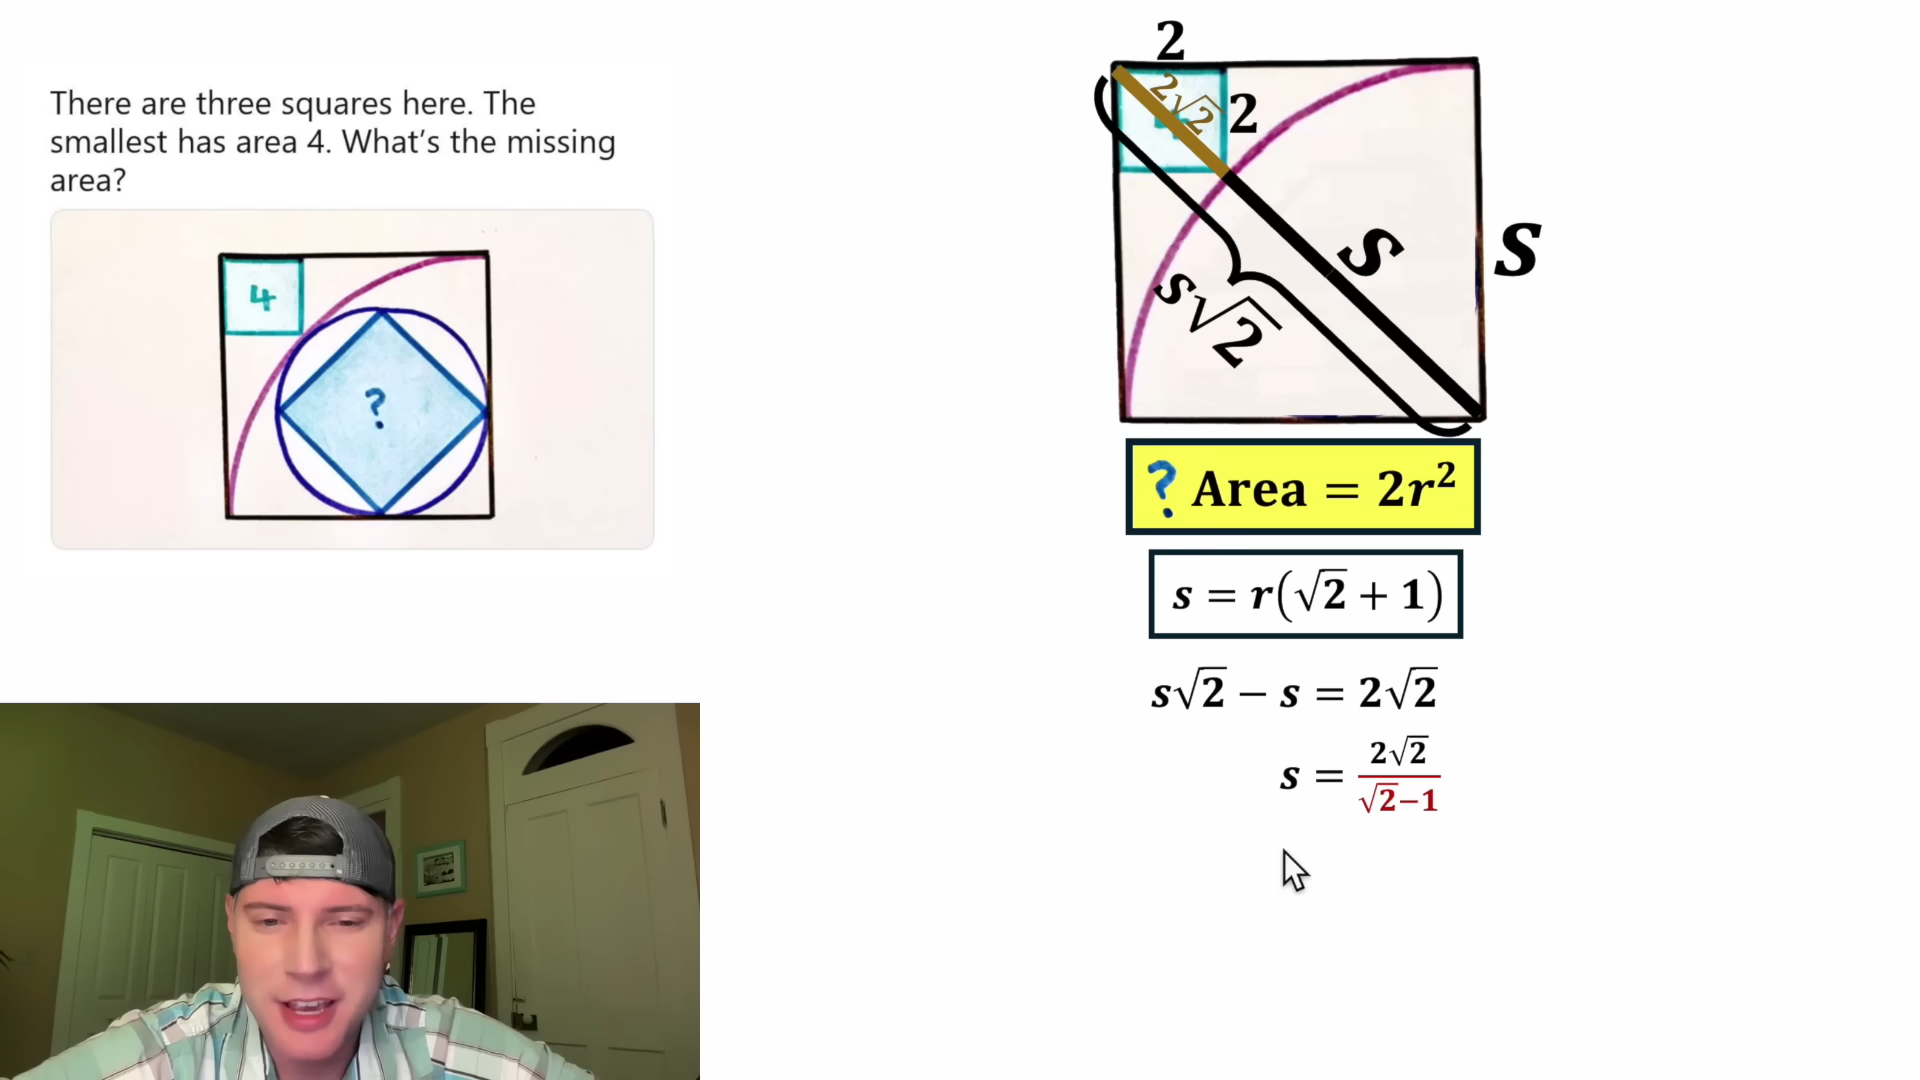 There are three squares here. The
smallest has area 4. What’s the missing
area?
4
?
2
2√2
2
s
s√2
s
? Area = 2r²
s = r(√2 + 1)
s√2 − s = 2√2
s = 2√2 / √2−1